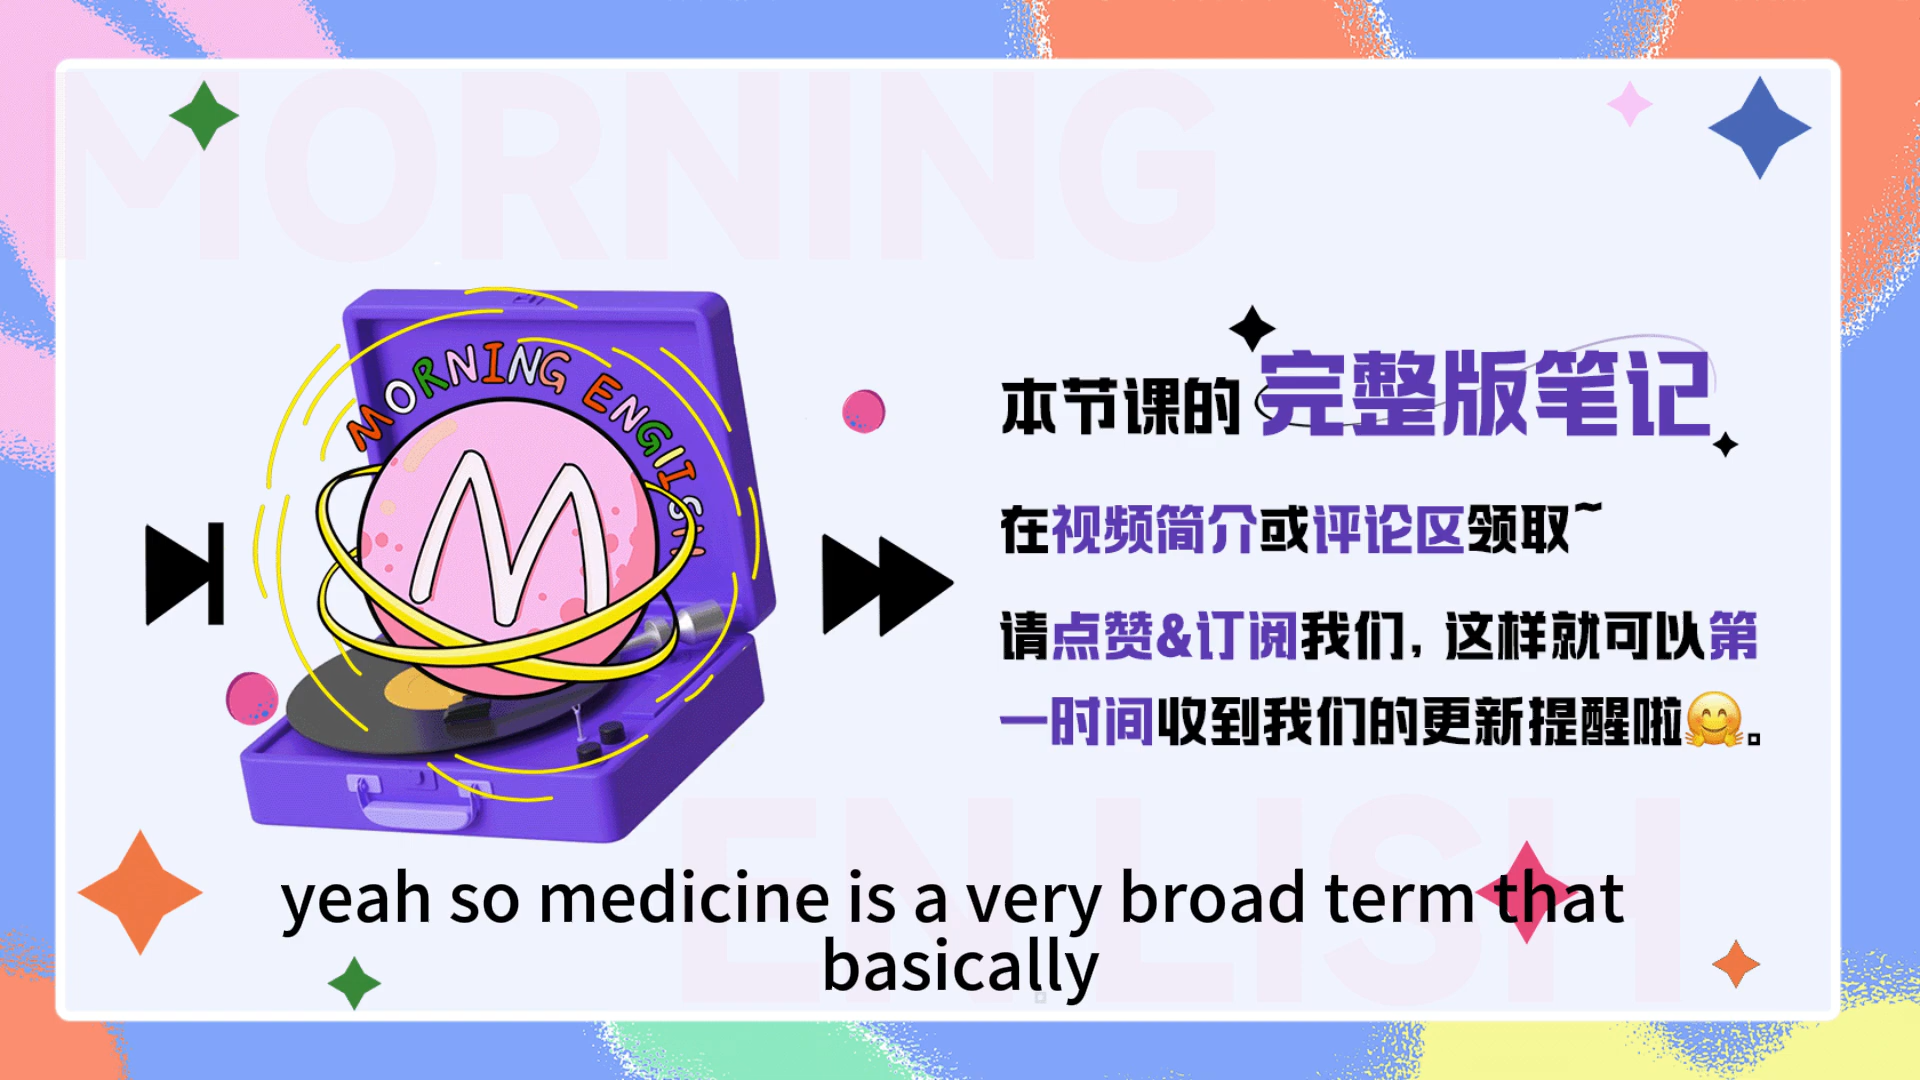 MORNING
MORNING ENGlISH
M
本节课的 完整版笔记
在视频简介或评论区领取~
请点赞&订阅我们，这样就可以第
一时间收到我们的更新提醒啦🤗。
ENLISH
yeah so medicine is a very broad term that
basically